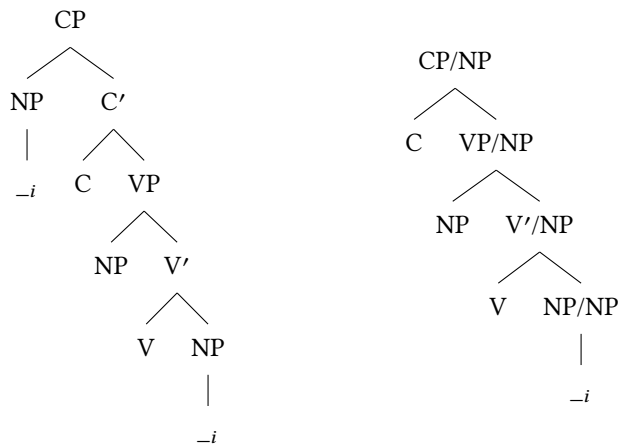 CP
CP/NP
NP C′
C VP/NP
_i C VP
NP V′/NP
NP V′
V NP/NP
V NP
_i
_i